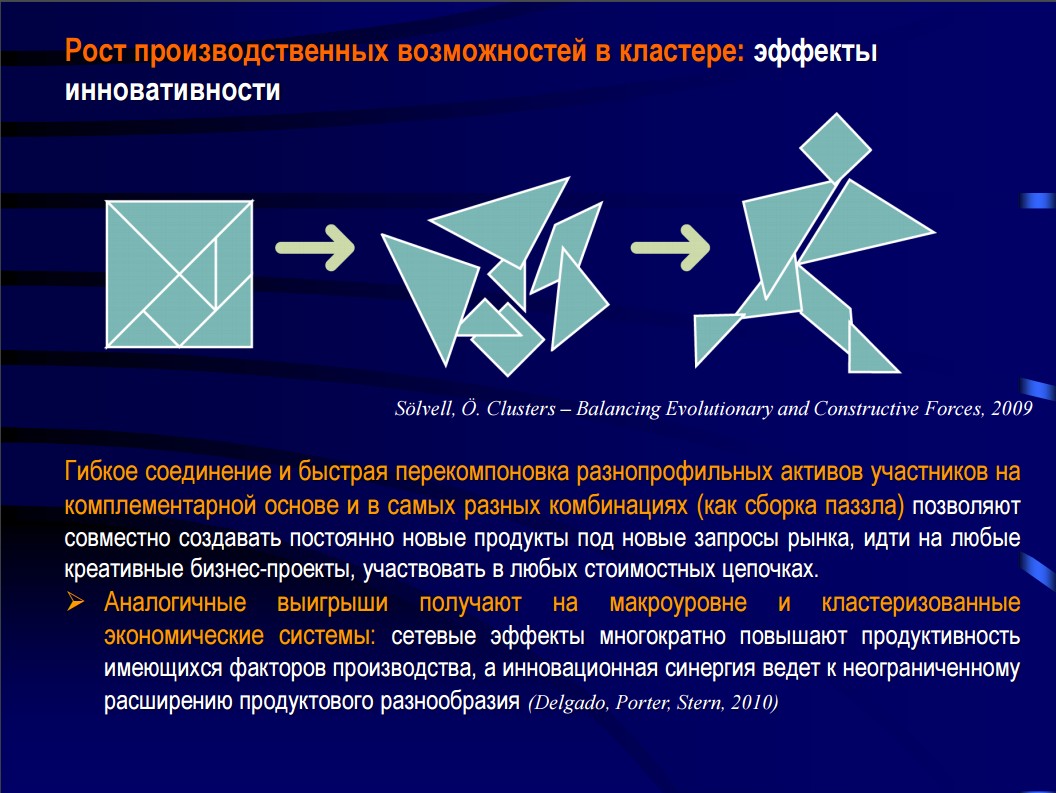 Рост производственных возможностей в кластере: эффекты
инновативности
Sölvell, Ö. Clusters – Balancing Evolutionary and Constructive Forces, 2009
Гибкое соединение и быстрая перекомпоновка разнопрофильных активов участников на
комплементарной основе и в самых разных комбинациях (как сборка паззла) позволяют
совместно создавать постоянно новые продукты под новые запросы рынка, идти на любые
креативные бизнес-проекты, участвовать в любых стоимостных цепочках.
➢ Аналогичные выигрыши получают на макроуровне и кластеризованные
экономические системы: сетевые эффекты многократно повышают продуктивность
имеющихся факторов производства, а инновационная синергия ведет к неограниченному
расширению продуктового разнообразия (Delgado, Porter, Stern, 2010)